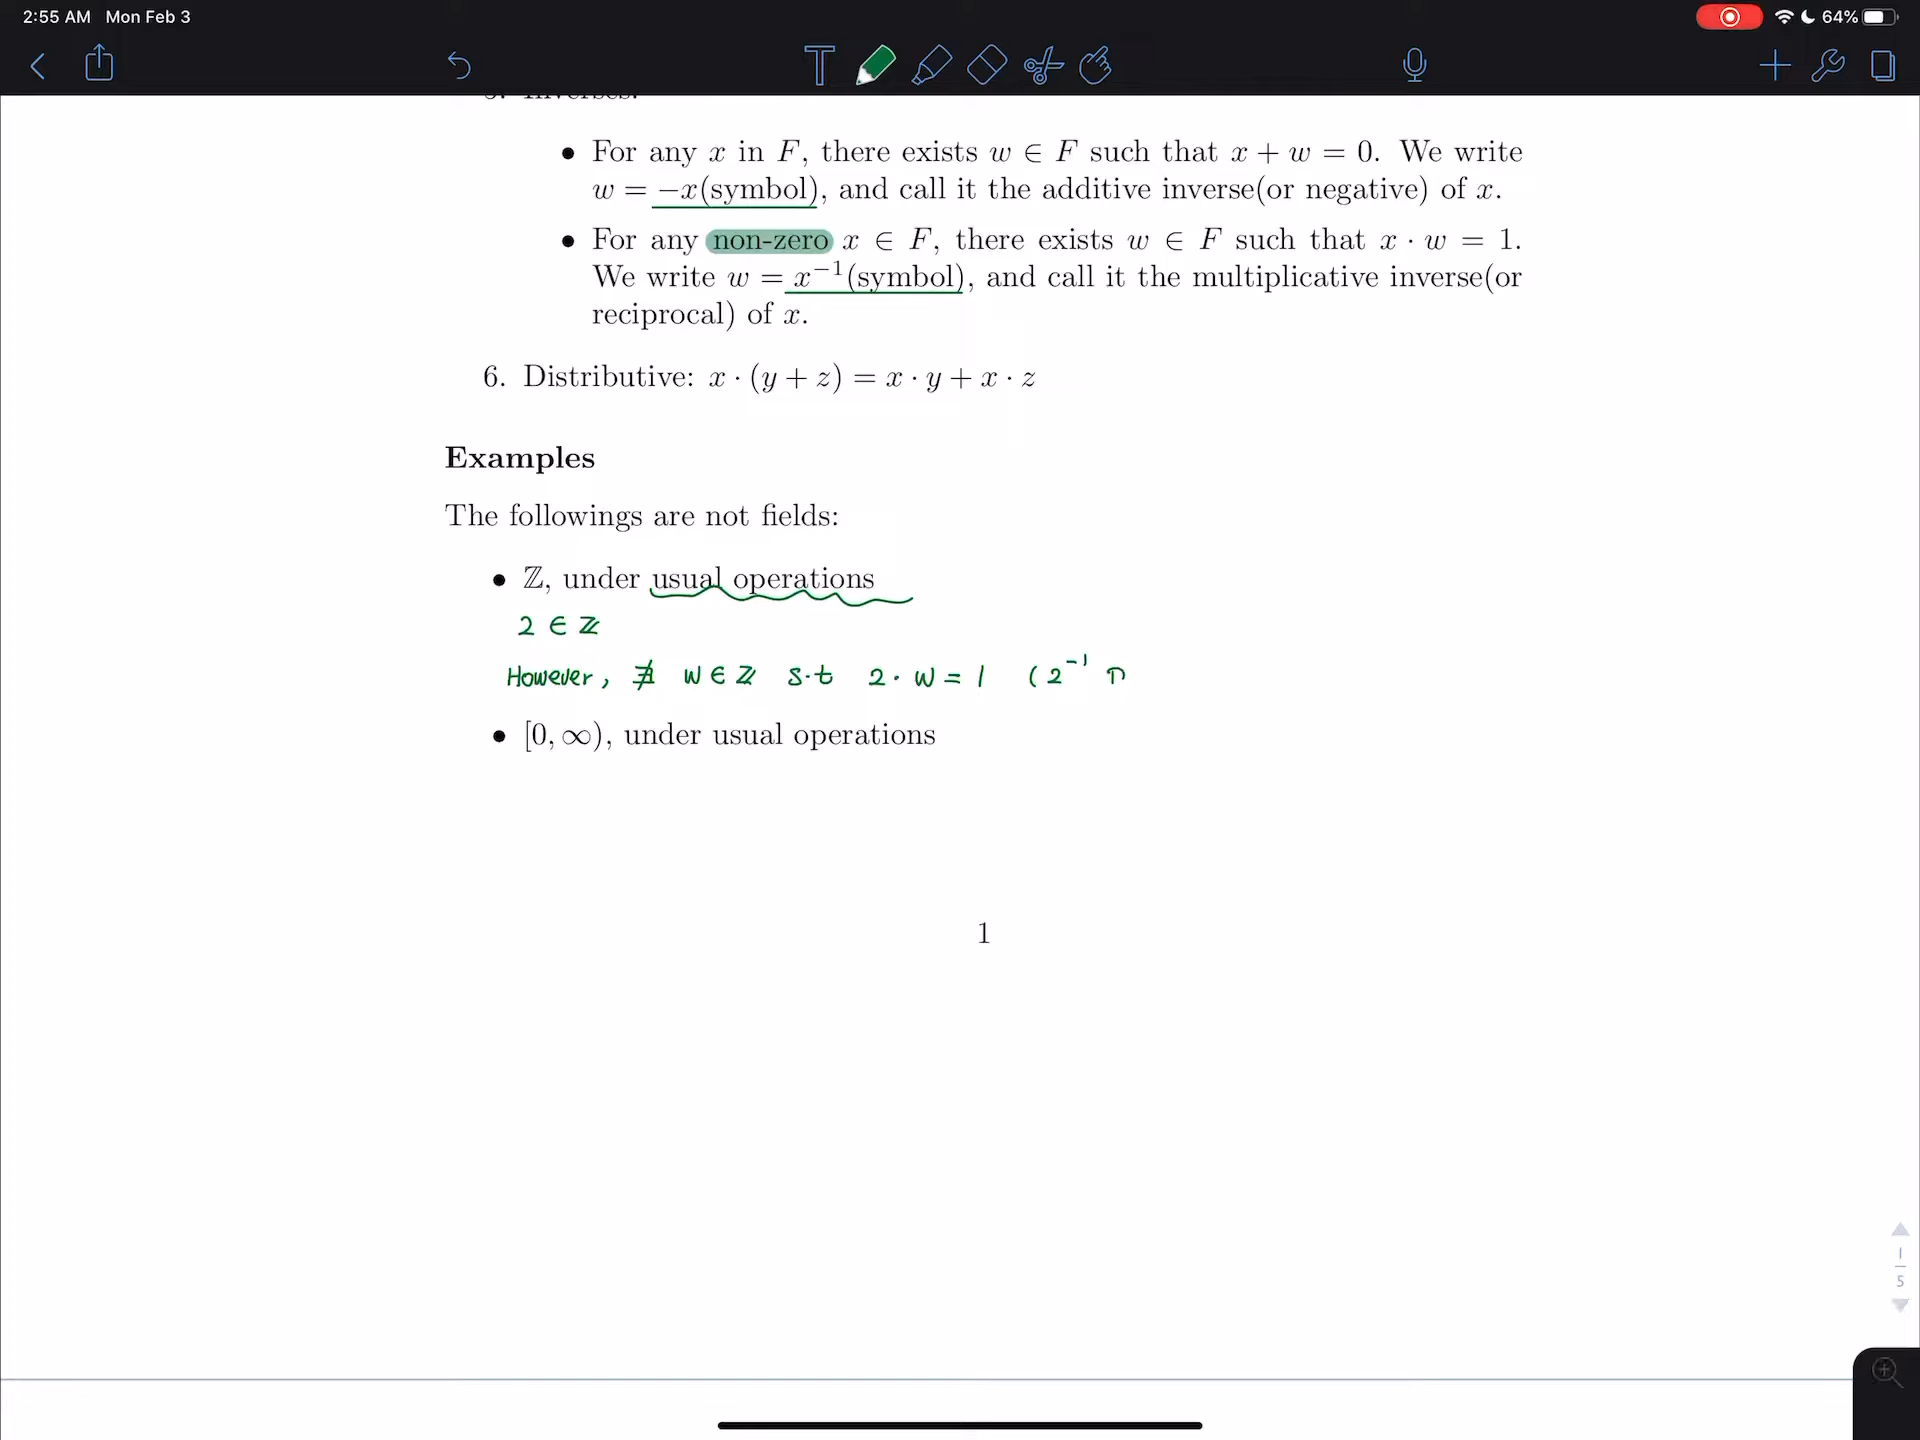 2:55 AM Mon Feb 3
64%
5. Inverses:
• For any x in F, there exists w ∈ F such that x + w = 0. We write
w = −x(symbol), and call it the additive inverse(or negative) of x.
• For any non-zero x ∈ F, there exists w ∈ F such that x · w = 1.
We write w = x⁻¹(symbol), and call it the multiplicative inverse(or
reciprocal) of x.
6. Distributive: x · (y + z) = x · y + x · z
Examples
The followings are not fields:
• ℤ, under usual operations
2 ∈ ℤ
However, ∄ w ∈ ℤ s.t 2 · w = 1 (2⁻¹
• [0, ∞), under usual operations
1
1
5